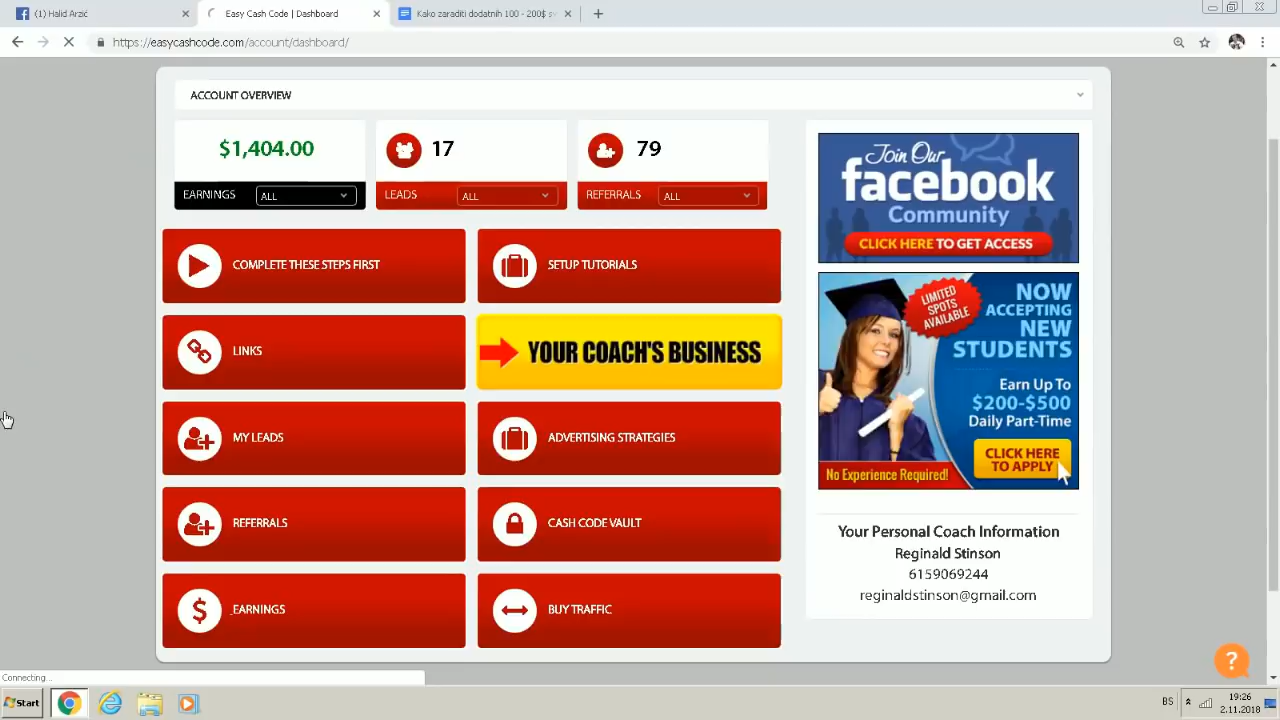 (1) Halid Arzić
Easy Cash Code | Dashboard
Kako zaraditi dodatnih 100 - 200$ s
https://easycashcode.com/account/dashboard/
ACCOUNT OVERVIEW
$1,404.00
17
79
EARNINGS ALL
LEADS ALL
REFERRALS ALL
COMPLETE THESE STEPS FIRST
SETUP TUTORIALS
LINKS
YOUR COACH'S BUSINESS
MY LEADS
ADVERTISING STRATEGIES
REFERRALS
CASH CODE VAULT
EARNINGS
BUY TRAFFIC
Join Our
facebook
Community
CLICK HERE TO GET ACCESS
LIMITED
SPOTS
AVAILABLE
NOW
ACCEPTING
NEW
STUDENTS
Earn Up To
$200-$500
Daily Part-Time
CLICK HERE
TO APPLY
No Experience Required!
Your Personal Coach Information
Reginald Stinson
6159069244
reginaldstinson@gmail.com
?
Connecting...
Start
BS
19:26
2.11.2018